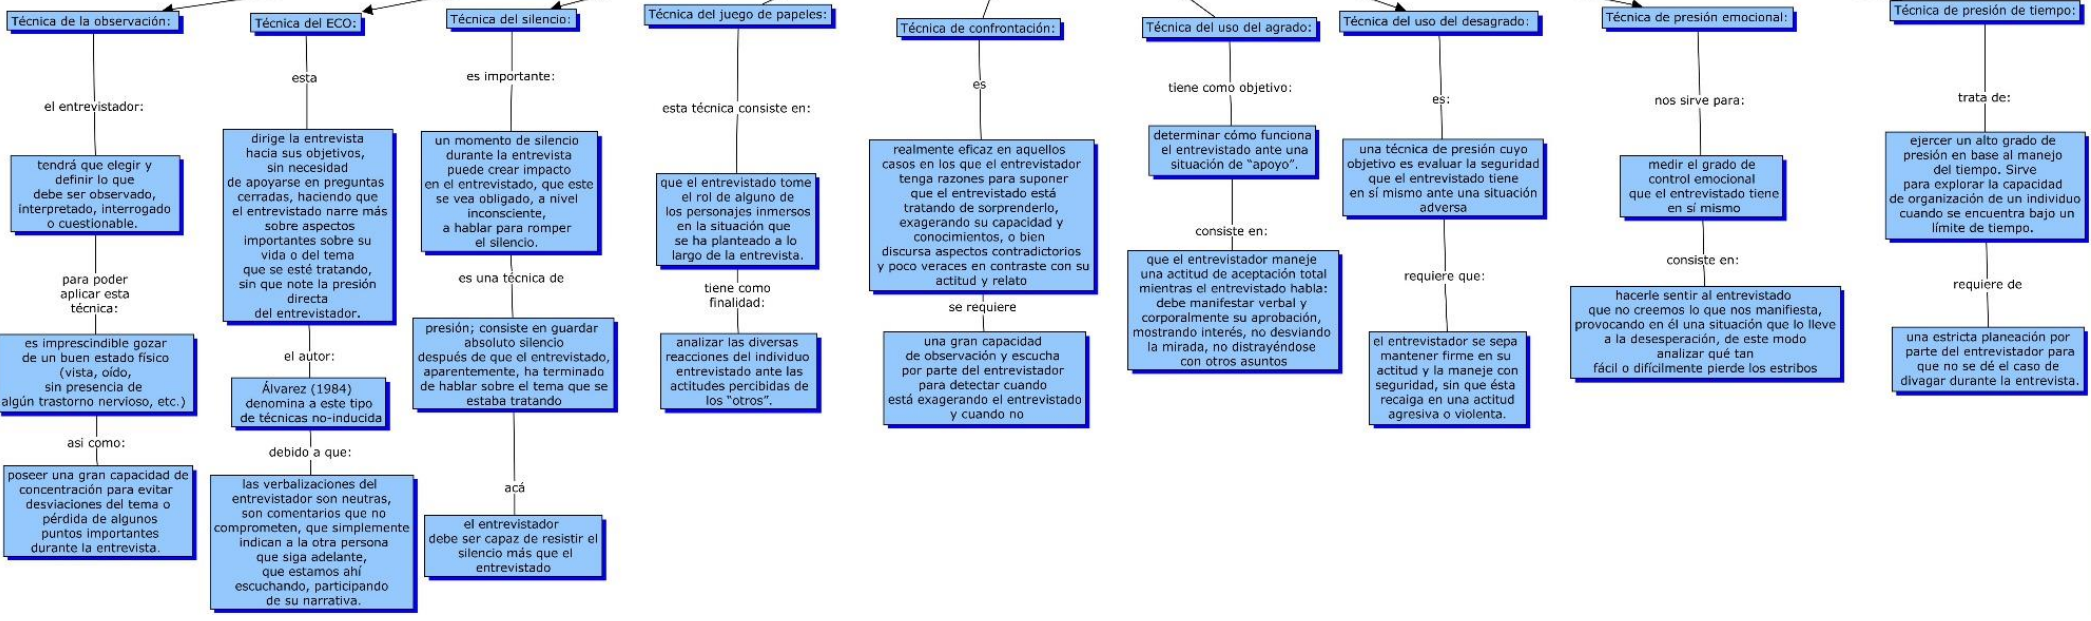 Técnica de la observación:
el entrevistador:
tendrá que elegir y
definir lo que
debe ser observado,
interpretado, interrogado
o cuestionable.
para poder
aplicar esta
técnica:
es imprescindible gozar
de un buen estado físico
(vista, oído,
sin presencia de
algún trastorno nervioso, etc.)
asi como:
poseer una gran capacidad de
concentración para evitar
desviaciones del tema o
pérdida de algunos
puntos importantes
durante la entrevista.
Técnica del ECO:
esta
dirige la entrevista
hacia sus objetivos,
sin necesidad
de apoyarse en preguntas
cerradas, haciendo que
el entrevistado narre más
sobre aspectos
importantes sobre su
vida o del tema
que se esté tratando,
sin que note la presión
directa
del entrevistador.
el autor:
Álvarez (1984)
denomina a este tipo
de técnicas no-inducida
debido a que:
las verbalizaciones del
entrevistador son neutras,
son comentarios que no
comprometen, que simplemente
indican a la otra persona
que siga adelante,
que estamos ahí
escuchando, participando
de su narrativa.
Técnica del silencio:
es importante:
un momento de silencio
durante la entrevista
puede crear impacto
en el entrevistado, que este
se vea obligado, a nivel
inconsciente,
a hablar para romper
el silencio.
es una técnica de
presión; consiste en guardar
absoluto silencio
después de que el entrevistado,
aparentemente, ha terminado
de hablar sobre el tema que se
estaba tratando
acá
el entrevistador
debe ser capaz de resistir el
silencio más que el
entrevistado
Técnica del juego de papeles:
esta técnica consiste en:
que el entrevistado tome
el rol de alguno de
los personajes inmersos
en la situación que
se ha planteado a lo
largo de la entrevista.
tiene como
finalidad:
analizar las diversas
reacciones del individuo
entrevistado ante las
actitudes percibidas de
los "otros".
Técnica de confrontación:
es
realmente eficaz en aquellos
casos en los que el entrevistador
tenga razones para suponer
que el entrevistado está
tratando de sorprenderlo,
exagerando su capacidad y
conocimientos, o bien
discursa aspectos contradictorios
y poco veraces en contraste con su
actitud y relato
se requiere
una gran capacidad
de observación y escucha
por parte del entrevistador
para detectar cuando
está exagerando el entrevistado
y cuando no
Técnica del uso del agrado:
tiene como objetivo:
determinar cómo funciona
el entrevistado ante una
situación de “apoyo”.
consiste en:
que el entrevistador maneje
una actitud de aceptación total
mientras el entrevistado habla:
debe manifestar verbal y
corporalmente su aprobación,
mostrando interés, no desviando
la mirada, no distrayéndose
con otros asuntos
Técnica del uso del desagrado:
es:
una técnica de presión cuyo
objetivo es evaluar la seguridad
que el entrevistado tiene
en sí mismo ante una situación
adversa
requiere que:
el entrevistador se sepa
mantener firme en su
actitud y la maneje con
seguridad, sin que ésta
recaiga en una actitud
agresiva o violenta.
Técnica de presión emocional:
nos sirve para:
medir el grado de
control emocional
que el entrevistado tiene
en sí mismo
consiste en:
hacerle sentir al entrevistado
que no creemos lo que nos manifiesta,
provocando en él una situación que lo lleve
a la desesperación, de este modo
analizar qué tan
fácil o difícilmente pierde los estribos
Técnica de presión de tiempo:
trata de:
ejercer un alto grado de
presión en base al manejo
del tiempo. Sirve
para explorar la capacidad
de organización de un individuo
cuando se encuentra bajo un
límite de tiempo.
requiere de
una estricta planeación por
parte del entrevistador para
que no se dé el caso de
divagar durante la entrevista.